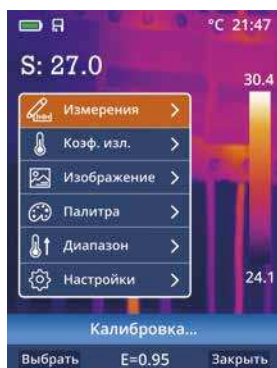 °C 21:47
S: 27.0
30.4
Измерения
Коэф. изл.
Изображение
Палитра
Диапазон
Настройки
24.1
Калибровка...
Выбрать E=0.95 Закрыть